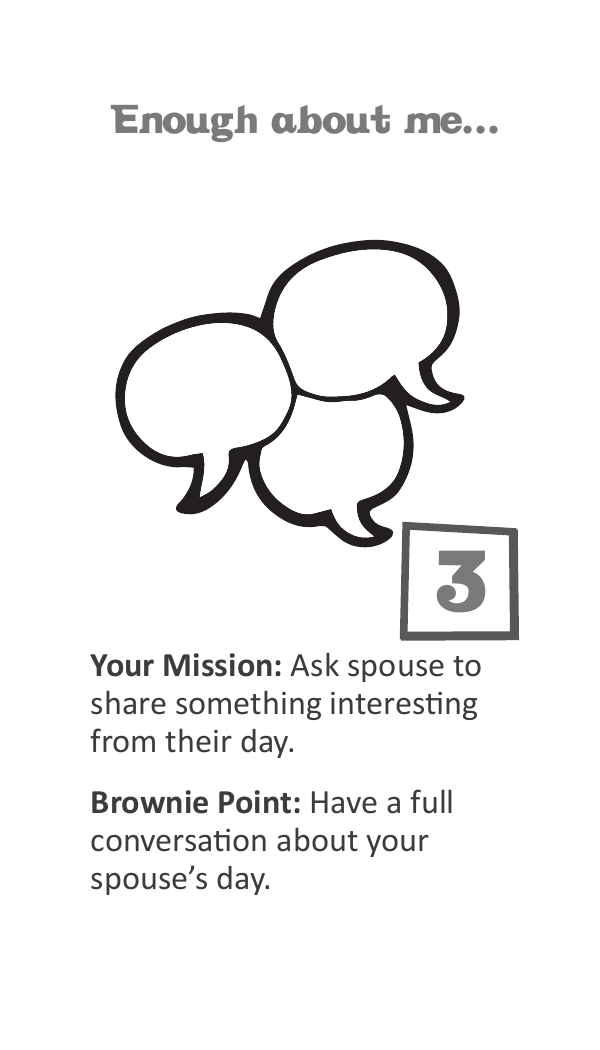 Enough about me...
3
Your Mission: Ask spouse to
share something interesting
from their day.
Brownie Point: Have a full
conversation about your
spouse’s day.